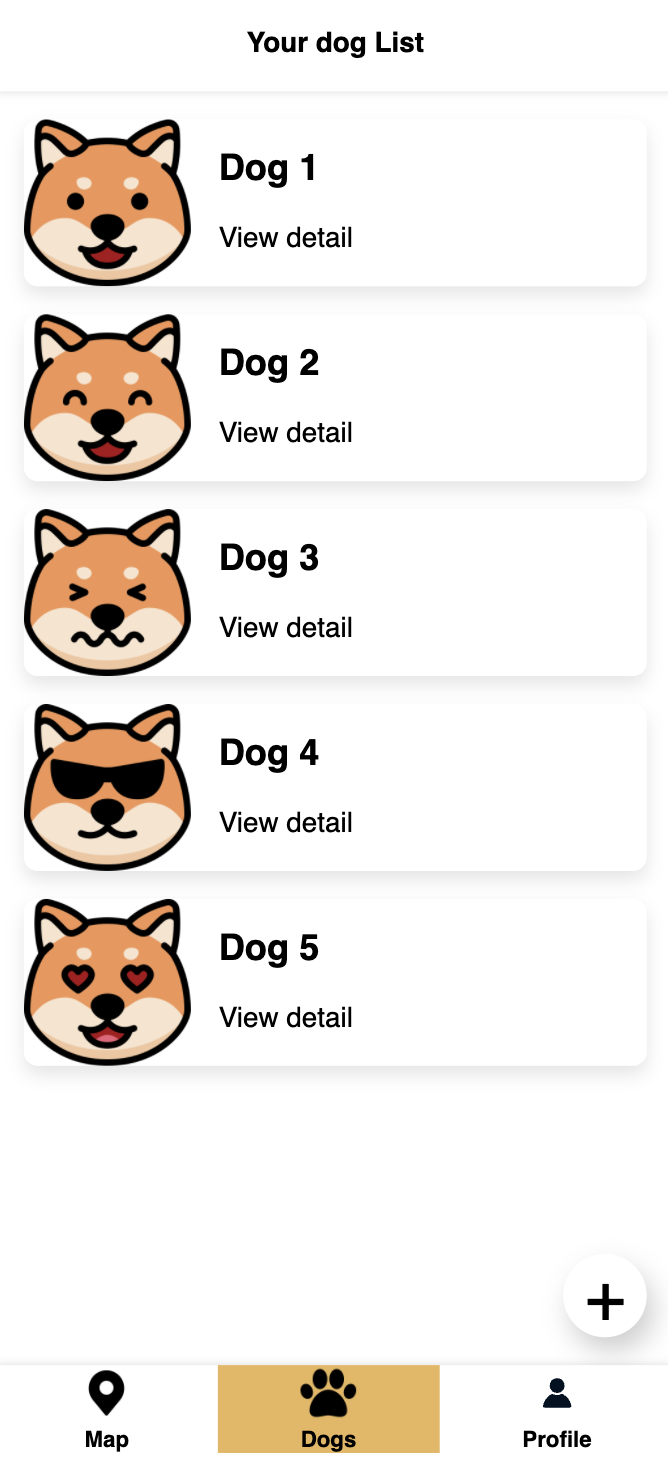 Your dog List
Dog 1
View detail
Dog 2
View detail
Dog 3
View detail
Dog 4
View detail
Dog 5
View detail
+
Map
Dogs
Profile